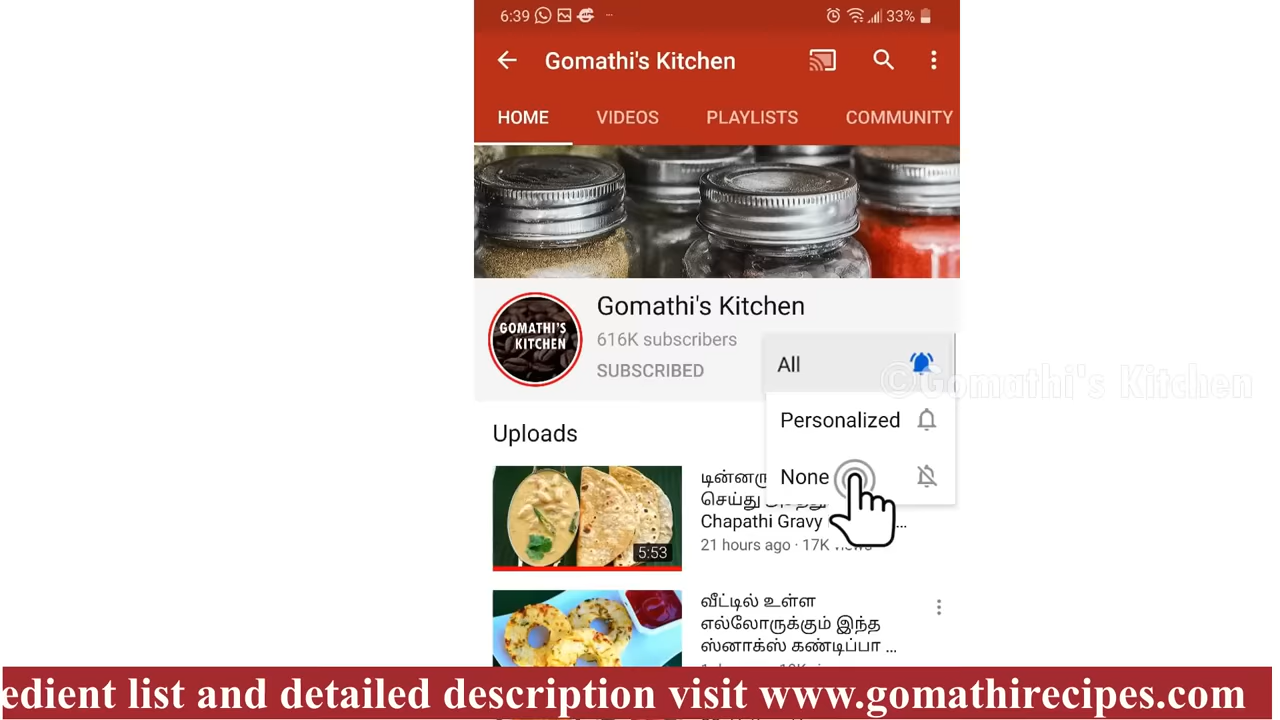 6:39
33%
Gomathi's Kitchen
HOME VIDEOS PLAYLISTS COMMUNITY
GOMATHI'S
KITCHEN
Gomathi's Kitchen
616K subscribers
SUBSCRIBED
All
Personalized
None
©Gomathi's Kitchen
Uploads
5:53
செய்து
Chapathi Gravy ...
21 hours ago · 17K views
வீட்டில் உள்ள
எல்லோருக்கும் இந்த
ஸ்னாக்ஸ் கண்டிப்பா ...
edient list and detailed description visit www.gomathirecipes.com